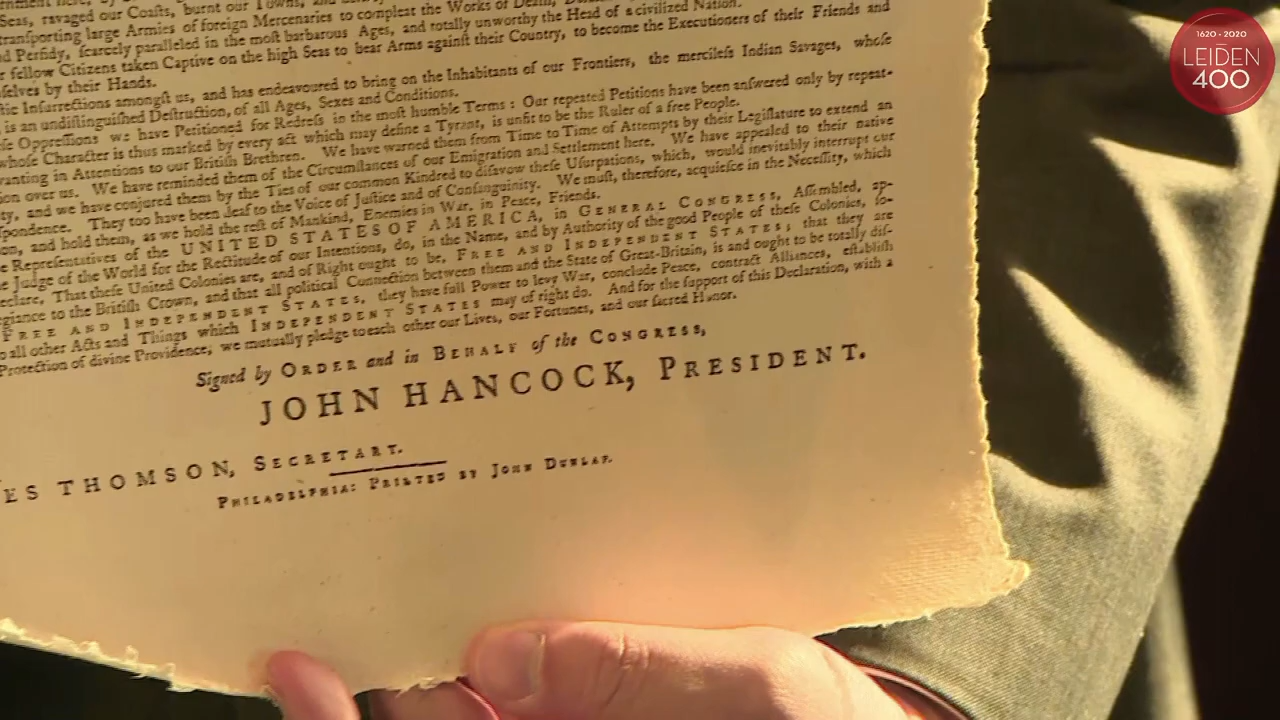 Seas, ravaged our Coasts, burnt our Towns, and
transporting large Armies of foreign Mercenaries to compleat the Works of Death,
d Perfidy, ſcarcely paralleled in the moſt barbarous Ages, and totally unworthy the Head of a civilized Nation.
r fellow Citizens taken Captive on the high Seas to bear Arms againſt their Country, to become the Executioners of their Friends and
ſelves by their Hands.
tic Inſurrections amongſt us, and has endeavoured to bring on the Inhabitants of our Frontiers, the mercileſs Indian Savages, whoſe
, is an undiſtinguiſhed Deſtruction, of all Ages, Sexes and Conditions.
ſe Oppreſſions we have Petitioned for Redreſs in the moſt humble Terms: Our repeated Petitions have been anſwered only by repeat-
whoſe Character is thus marked by every act which may define a Tyrant, is unfit to be the Ruler of a free People.
anting in Attentions to our Britiſh Brethren. We have warned them from Time to Time of Attempts by their Legiſlature to extend an
ion over us. We have reminded them of the Circumſtances of our Emigration and Settlement here. We have appealed to their native
ty, and we have conjured them by the Ties of our common Kindred to diſavow theſe Uſurpations, which, would inevitably interrupt our
pondence. They too have been deaf to the Voice of Juſtice and of Conſanguinity. We muſt, therefore, acquieſce in the Neceſſity, which
on, and hold them, as we hold the reſt of Mankind, Enemies in War, in Peace, Friends.
e Repreſentatives of the UNITED STATES OF AMERICA, in GENERAL CONGRESS, Aſſembled, ap-
e Judge of the World for the Rectitude of our Intentions, do, in the Name, and by Authority of the good People of theſe Colonies, ſo-
eclare, That theſe United Colonies are, and of Right ought to be, FREE AND INDEPENDENT STATES; that they are
giance to the Britiſh Crown, and that all political Connection between them and the State of Great-Britain, is and ought to be totally diſ-
FREE AND INDEPENDENT STATES, they have full Power to levy War, conclude Peace, contract Alliances, eſtabliſh
o all other Acts and Things which INDEPENDENT STATES may of right do. And for the ſupport of this Declaration, with a
Protection of divine Providence, we mutually pledge to each other our Lives, our Fortunes, and our ſacred Honor.
Signed by ORDER and in BEHALF of the CONGRESS,
JOHN HANCOCK, PRESIDENT.
ES THOMSON, SECRETARY.
PHILADELPHIA: PRINTED BY JOHN DUNLAP.
1620 • 2020
LEIDEN
400